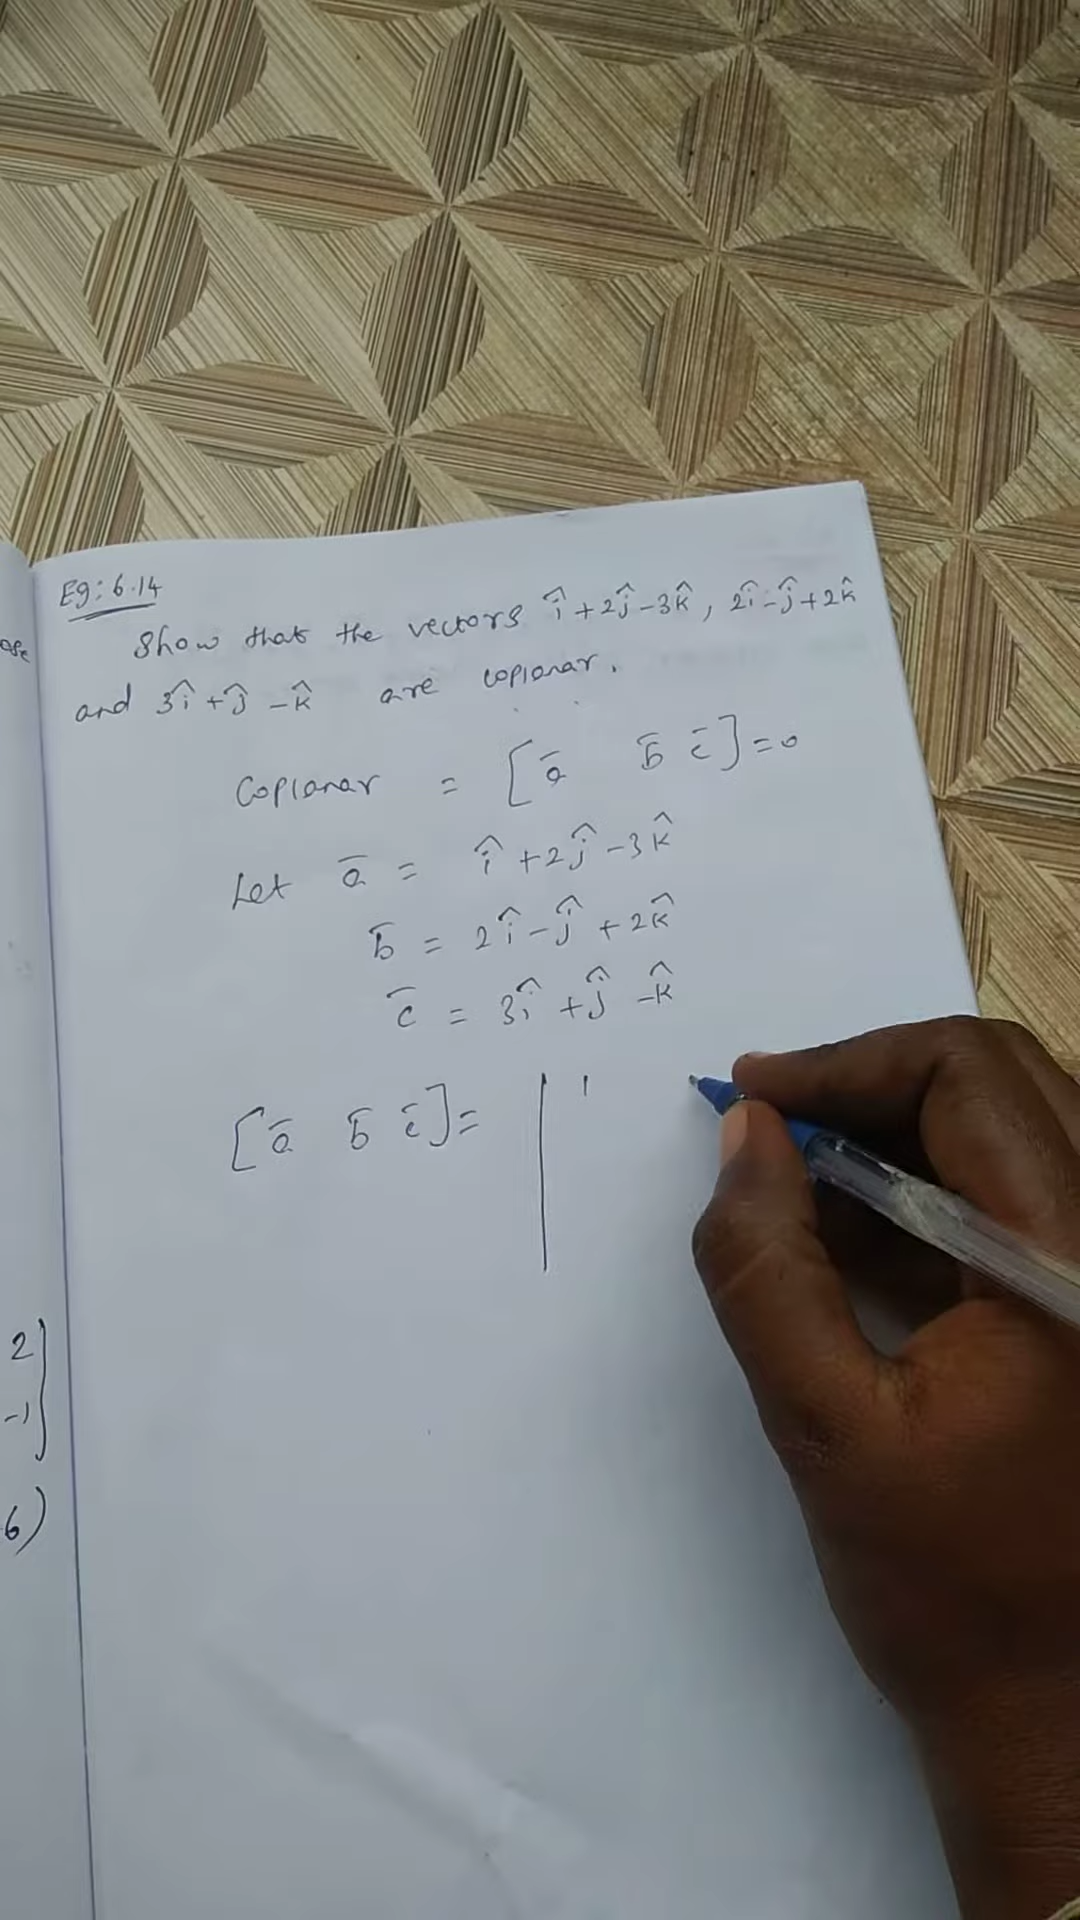 Eg: 6.14
Show that the vectors î + 2ĵ - 3k̂, 2î - ĵ + 2k̂
and 3î + ĵ - k̂ are coplanar.
Coplanar = [a̅ b̅ c̅] = 0
Let a̅ = î + 2ĵ - 3k̂
b̅ = 2î - ĵ + 2k̂
c̅ = 3î + ĵ - k̂
[a̅ b̅ c̅] = | 1
2
-1
6)